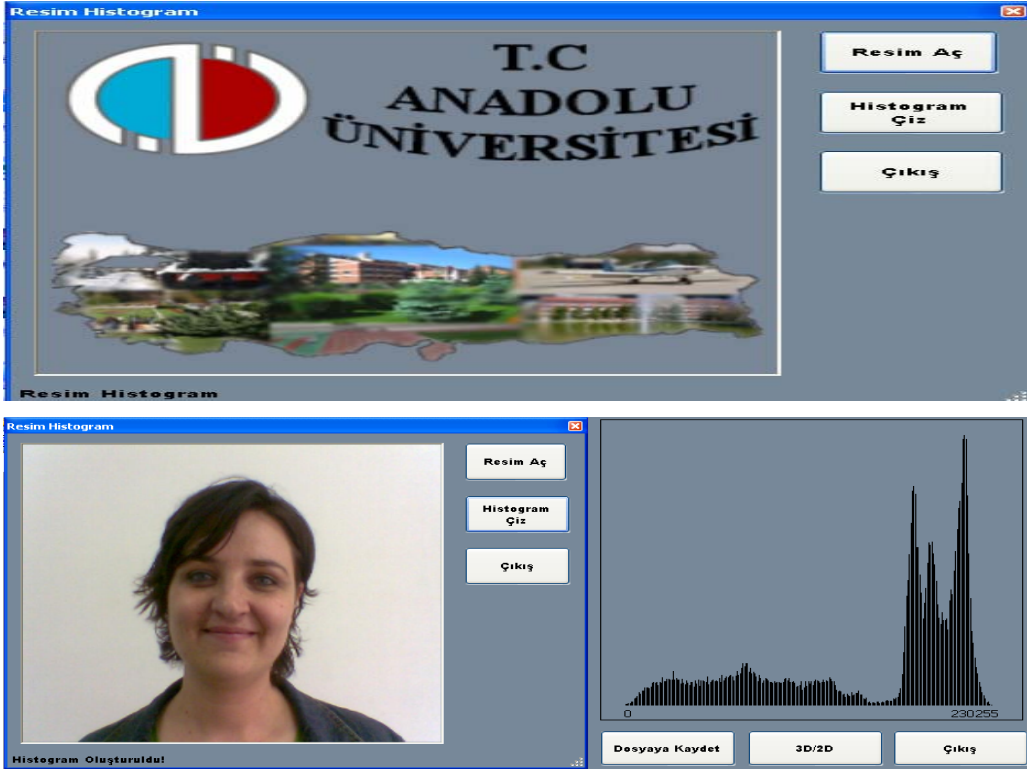 Resim Histogram
T.C
ANADOLU
ÜNİVERSİTESİ
Resim Aç
Histogram
Çiz
Çıkış
Resim Histogram
Resim Histogram
Resim Aç
Histogram
Çiz
Çıkış
Histogram Oluşturuldu!
0
230255
Dosyaya Kaydet
3D/2D
Çıkış